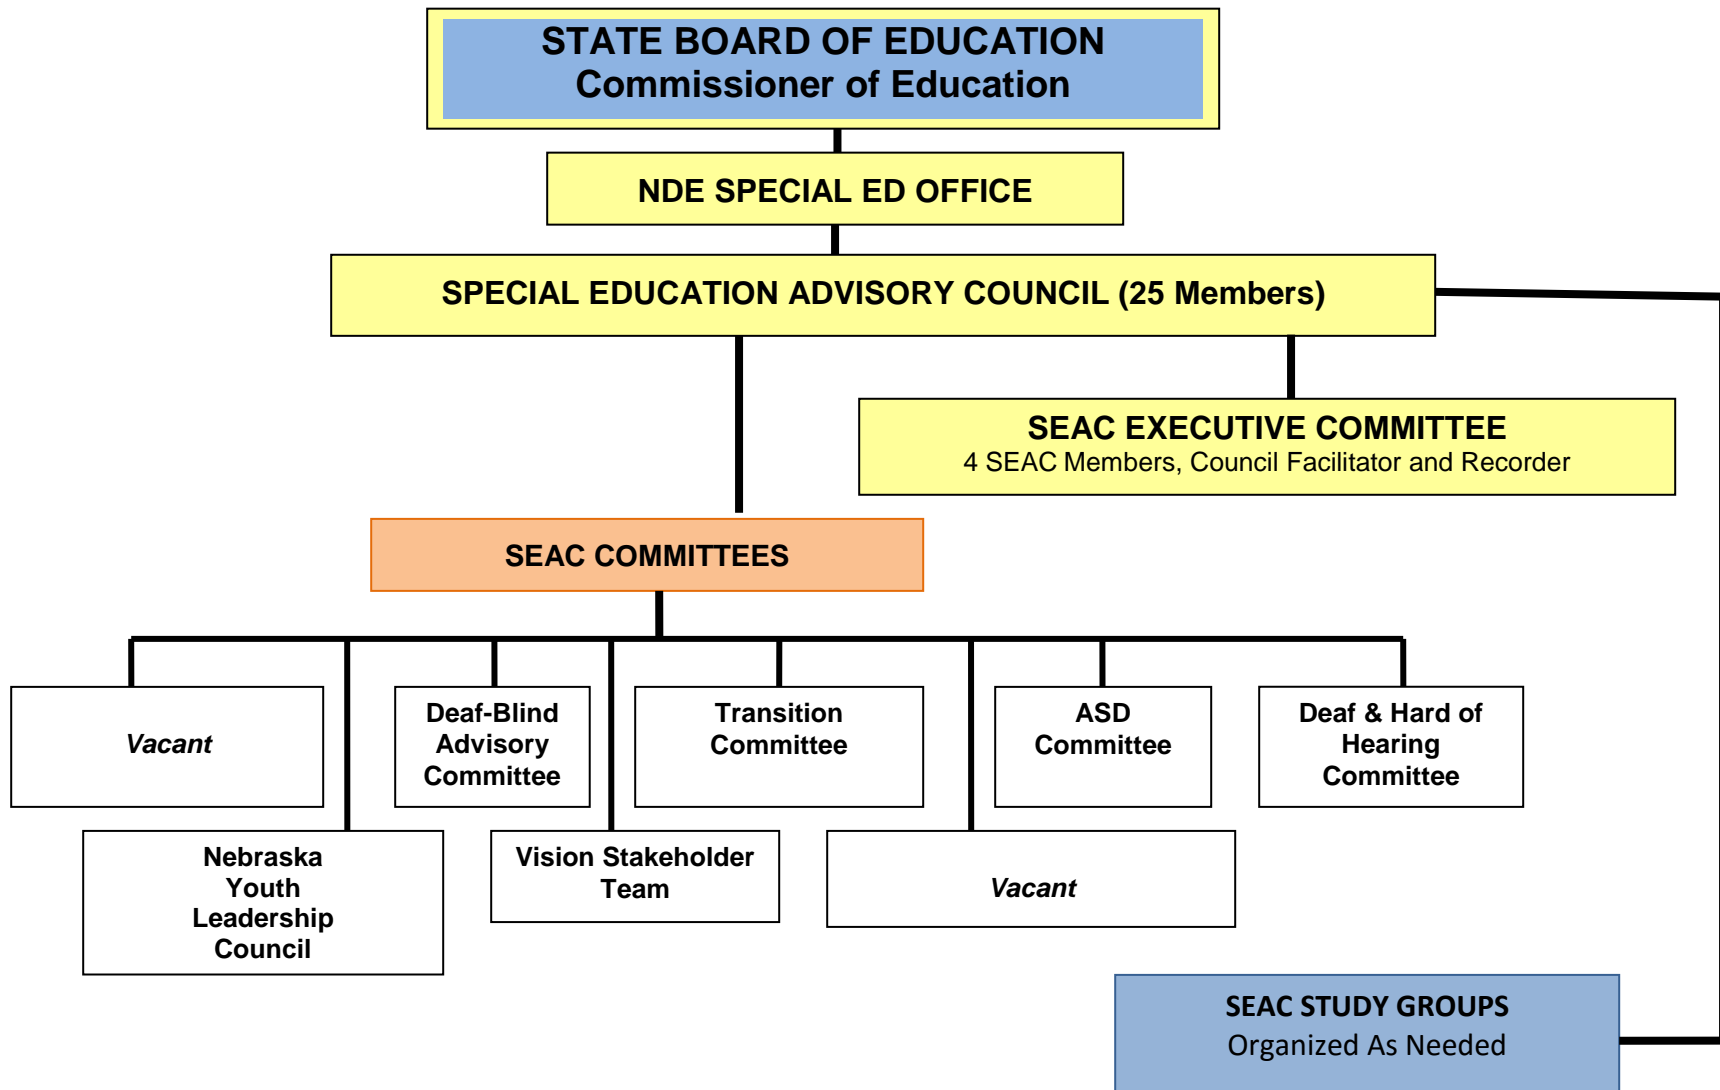 STATE BOARD OF EDUCATION
Commissioner of Education
NDE SPECIAL ED OFFICE
SPECIAL EDUCATION ADVISORY COUNCIL (25 Members)
SEAC EXECUTIVE COMMITTEE
4 SEAC Members, Council Facilitator and Recorder
SEAC COMMITTEES
Vacant
Deaf-Blind
Advisory
Committee
Transition
Committee
ASD
Committee
Deaf & Hard of
Hearing
Committee
Nebraska
Youth
Leadership
Council
Vision Stakeholder
Team
Vacant
SEAC STUDY GROUPS
Organized As Needed